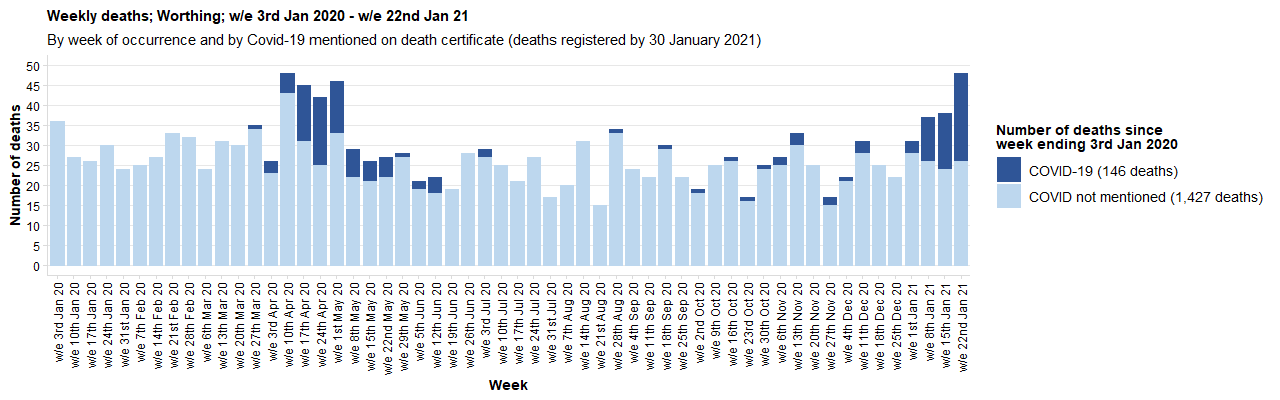 Weekly deaths; Worthing; w/e 3rd Jan 2020 - w/e 22nd Jan 21
By week of occurrence and by Covid-19 mentioned on death certificate (deaths registered by 30 January 2021)
Number of deaths
50
45
40
35
30
25
20
15
10
5
0
w/e 3rd Jan 20
w/e 10th Jan 20
w/e 17th Jan 20
w/e 24th Jan 20
w/e 31st Jan 20
w/e 7th Feb 20
w/e 14th Feb 20
w/e 21st Feb 20
w/e 28th Feb 20
w/e 6th Mar 20
w/e 13th Mar 20
w/e 20th Mar 20
w/e 27th Mar 20
w/e 3rd Apr 20
w/e 10th Apr 20
w/e 17th Apr 20
w/e 24th Apr 20
w/e 1st May 20
w/e 8th May 20
w/e 15th May 20
w/e 22nd May 20
w/e 29th May 20
w/e 5th Jun 20
w/e 12th Jun 20
w/e 19th Jun 20
w/e 26th Jun 20
w/e 3rd Jul 20
w/e 10th Jul 20
w/e 17th Jul 20
w/e 24th Jul 20
w/e 31st Jul 20
w/e 7th Aug 20
w/e 14th Aug 20
w/e 21st Aug 20
w/e 28th Aug 20
w/e 4th Sep 20
w/e 11th Sep 20
w/e 18th Sep 20
w/e 25th Sep 20
w/e 2nd Oct 20
w/e 9th Oct 20
w/e 16th Oct 20
w/e 23rd Oct 20
w/e 30th Oct 20
w/e 6th Nov 20
w/e 13th Nov 20
w/e 20th Nov 20
w/e 27th Nov 20
w/e 4th Dec 20
w/e 11th Dec 20
w/e 18th Dec 20
w/e 25th Dec 20
w/e 1st Jan 21
w/e 8th Jan 21
w/e 15th Jan 21
w/e 22nd Jan 21
Week
Number of deaths since
week ending 3rd Jan 2020
COVID-19 (146 deaths)
COVID not mentioned (1,427 deaths)